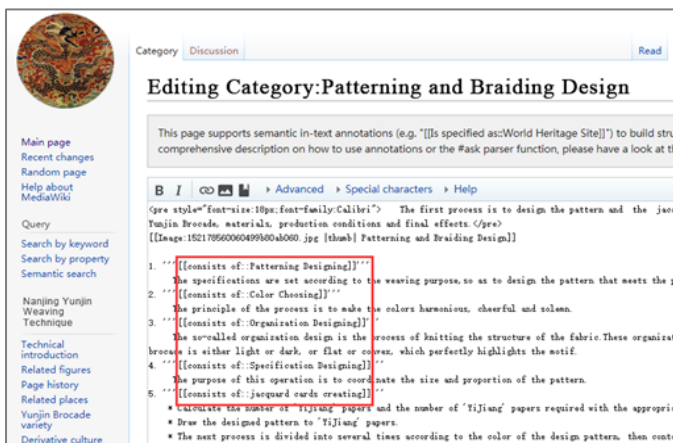 Category
Discussion
Read
Editing Category:Patterning and Braiding Design
This page supports semantic in-text annotations (e.g. "[[Is specified as::World Heritage Site]]") to build stru
comprehensive description on how to use annotations or the #ask parser function, please have a look at th
Main page
Recent changes
Random page
Help about
MediaWiki
Query
Search by keyword
Search by property
Semantic search
Nanjing Yunjin
Weaving
Technique
Technical
introduction
Related figures
Page history
Related places
Yunjin Brocade
variety
Derivative culture
B I Advanced Special characters Help
<pre style="font-size:18px;font-family:Calibri"> The first process is to design the pattern and the jac
Yunjin Brocade, materials, production conditions and final effects.</pre>
[[Image:152178560060499b80ab060.jpg |thumb| Patterning and Braiding Design]]
1. '''[[consists of::Patterning Designing]]'''
The specifications are set according to the weaving purpose,so as to design the pattern that meets the p
2. '''[[consists of::Color Choosing]]'''
The principle of the process is to make the colors harmonious, cheerful and solemn.
3. '''[[consists of::Organization Designing]]'''
The so-called organization design is the process of knitting the structure of the fabric.These organizat
brocade is either light or dark, or flat or convex, which perfectly highlights the motif.
4. '''[[consists of::Specification Designing]]'''
The purpose of this operation is to coordinate the size and proportion of the pattern.
5. '''[[consists of::jacquard cards creating]]'''
* Calculate the number of 'YiJiang' papers and the number of 'YiJiang' papers required with the appropri
* Draw the designed pattern to 'YiJiang' papers.
* The next process is divided into several times according to the color of the design pattern, then cont